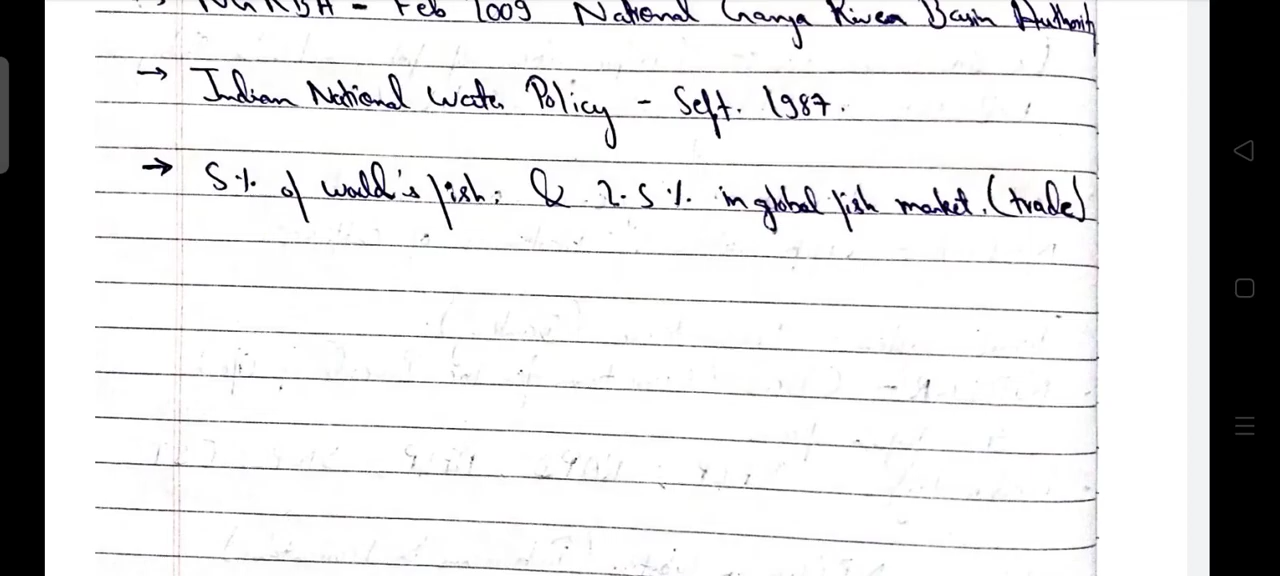 → NGRBA - Feb 2009 National Ganga River Basin Authority
→ Indian National Water Policy - Sept. 1987.
→ 5% of world's fish. & 2.5% in global fish market. (trade)